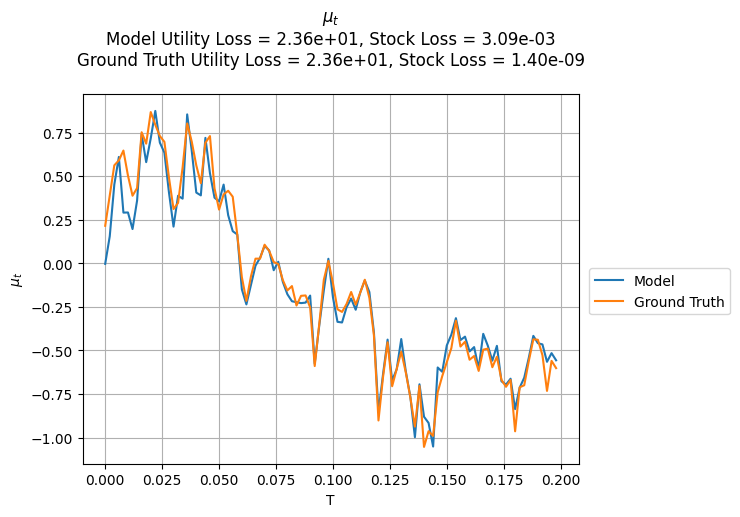 μ_t
Model Utility Loss = 2.36e+01, Stock Loss = 3.09e-03
Ground Truth Utility Loss = 2.36e+01, Stock Loss = 1.40e-09
0.75
0.50
0.25
0.00
−0.25
−0.50
−0.75
−1.00
μ_t
0.000 0.025 0.050 0.075 0.100 0.125 0.150 0.175 0.200
T
Model
Ground Truth